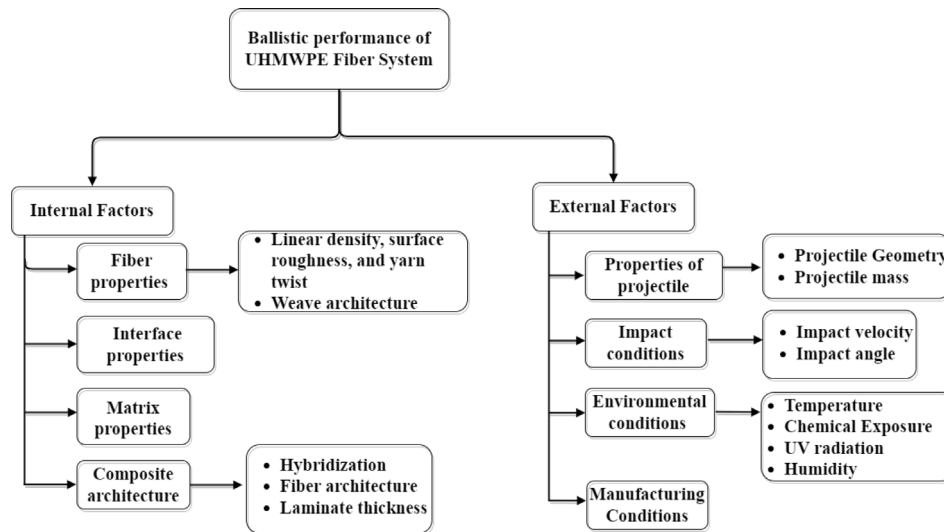 Ballistic performance of
UHMWPE Fiber System
Internal Factors
Fiber
properties
• Linear density, surface
roughness, and yarn
twist
• Weave architecture
Interface
properties
Matrix
properties
Composite
architecture
• Hybridization
• Fiber architecture
• Laminate thickness
External Factors
Properties of
projectile
• Projectile Geometry
• Projectile mass
Impact
conditions
• Impact velocity
• Impact angle
Environmental
conditions
• Temperature
• Chemical Exposure
• UV radiation
• Humidity
Manufacturing
Conditions